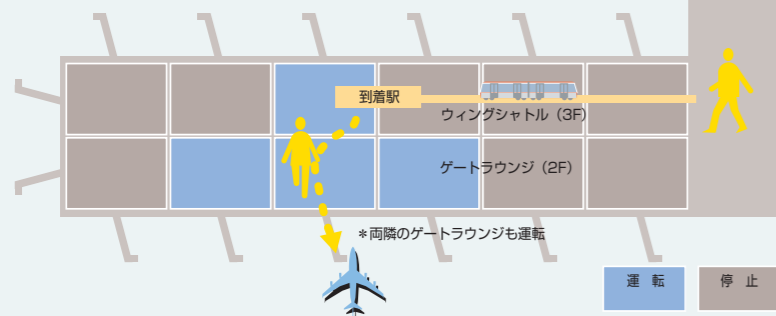 到着駅
ウィングシャトル（3F）
ゲートラウンジ（2F）
＊両隣のゲートラウンジも運転
運　転
停　止